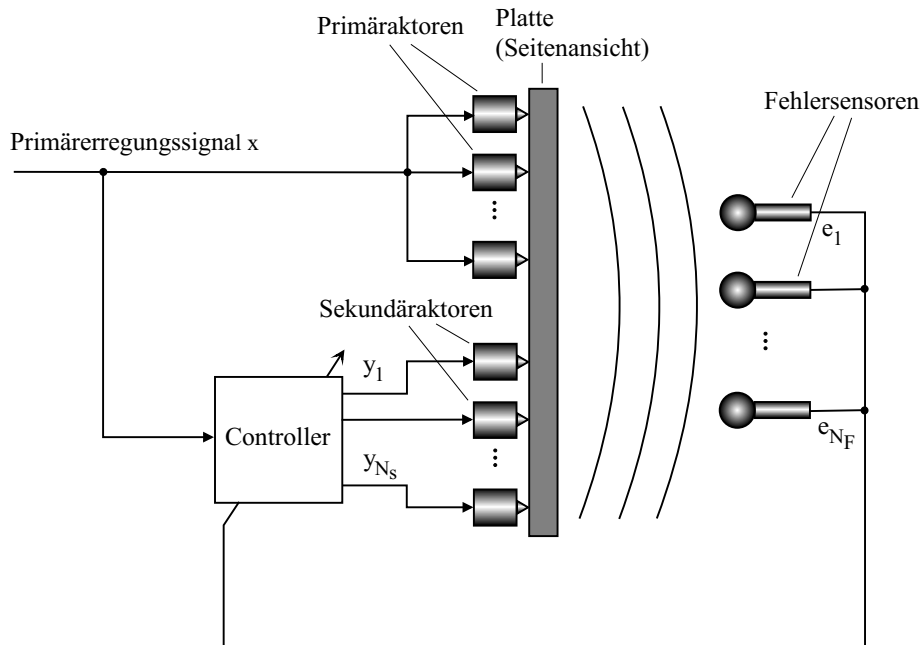 Primäraktoren
Platte
(Seitenansicht)
Fehlersensoren
Primärerregungssignal x
...
e1
Sekundäraktoren
...
y1
Controller
yNs
...
eNF